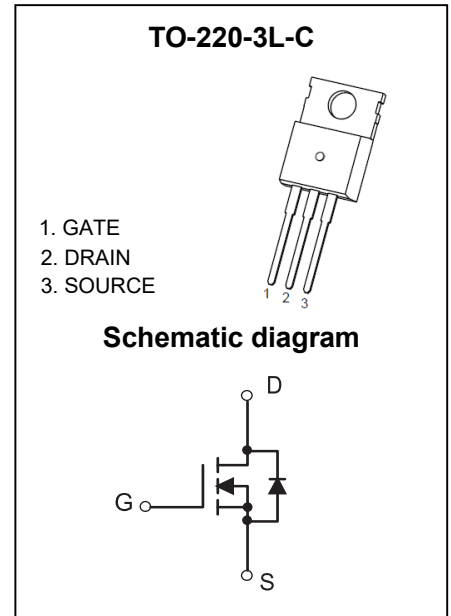 TO-220-3L-C
1. GATE
2. DRAIN
3. SOURCE
1 2 3
Schematic diagram
D
G
S